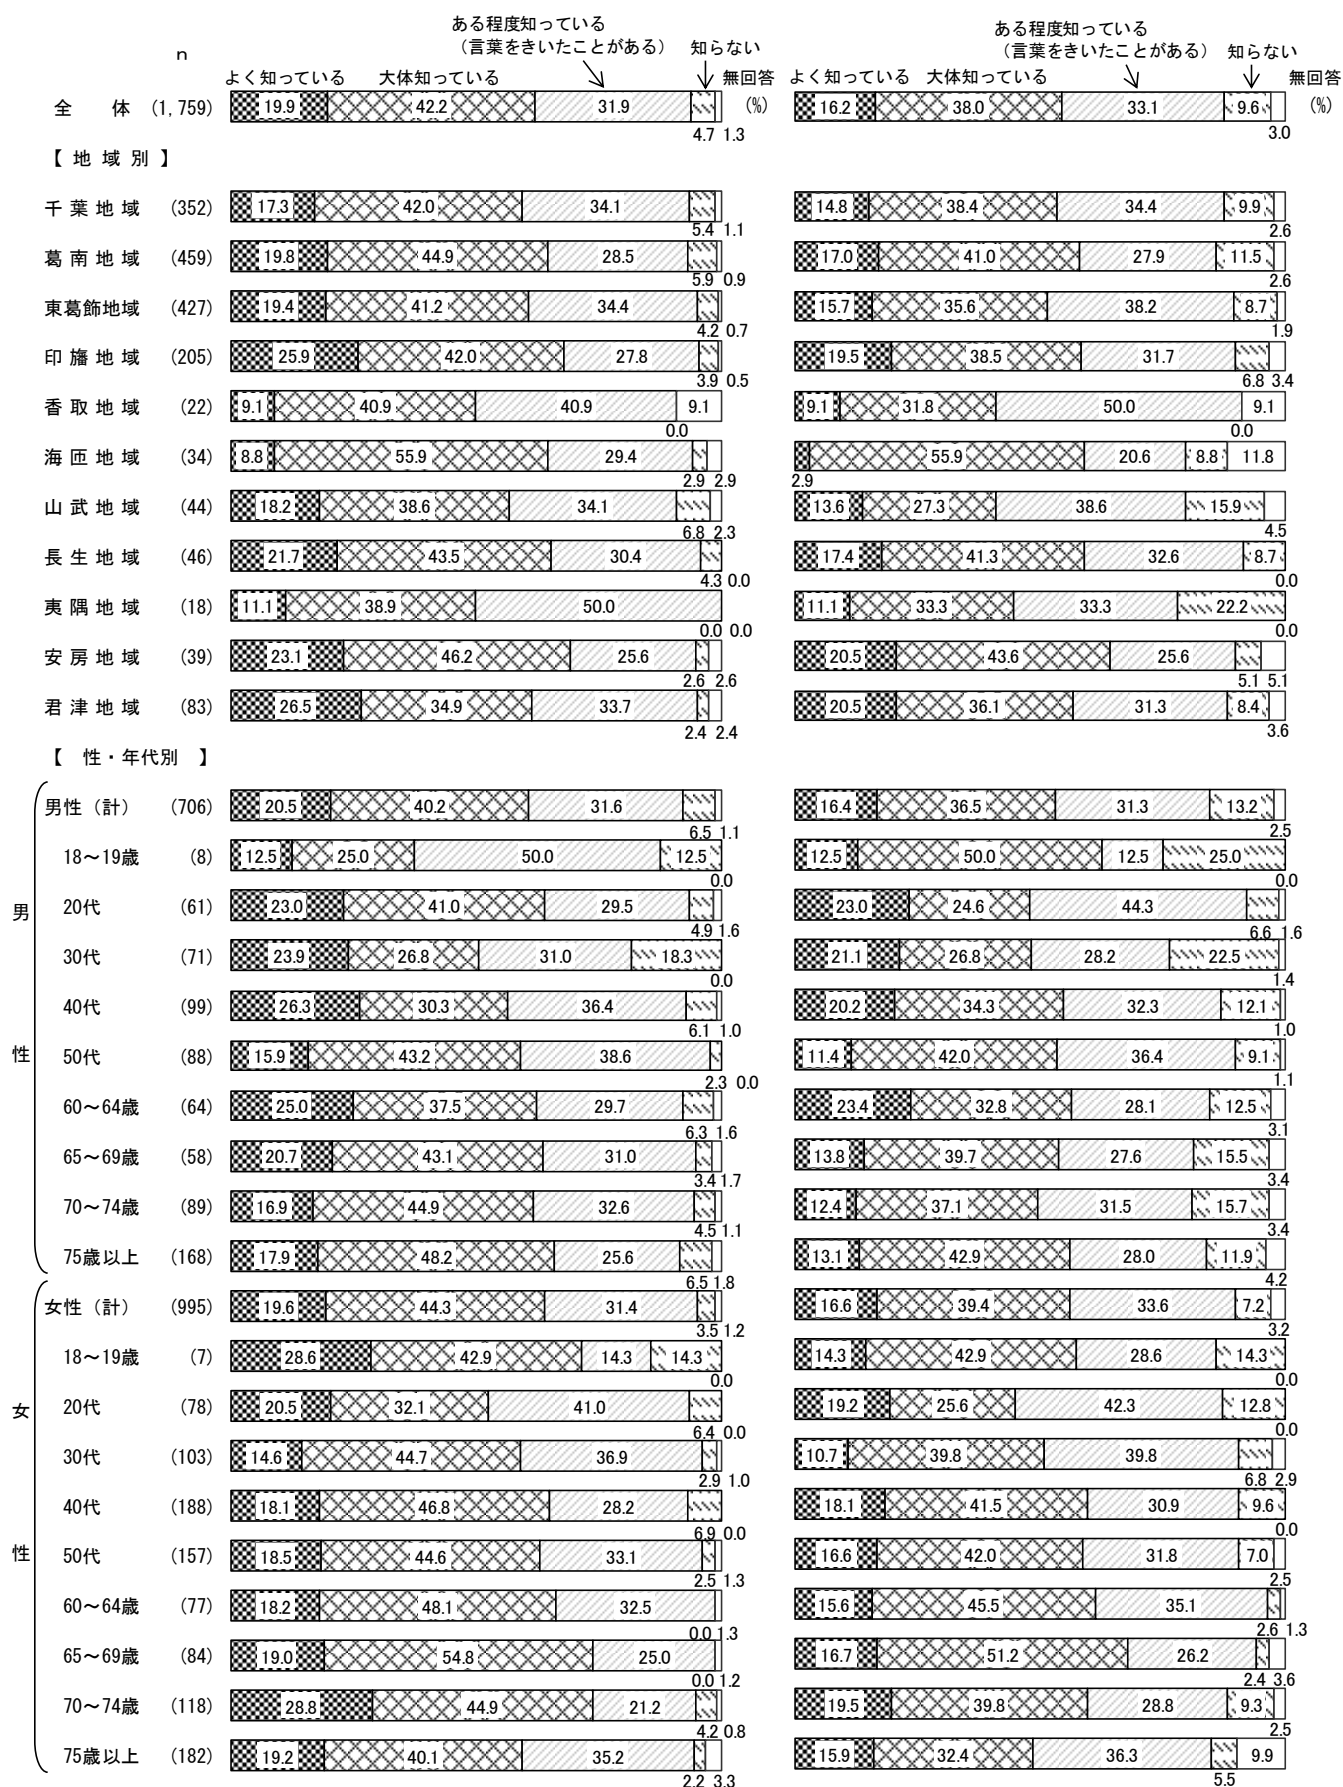 ある程度知っている ある程度知っている
（言葉をきいたことがある） 知らない （言葉をきいたことがある） 知らない
n
よく知っている 大体知っている 無回答 よく知っている 大体知っている 無回答
全 体 (1,759) 19.9 42.2 31.9 (%) 16.2 38.0 33.1 9.6 (%)
4.7 1.3 3.0
【 地 域 別 】
千 葉 地 域 (352) 17.3 42.0 34.1 14.8 38.4 34.4 9.9
5.4 1.1 2.6
葛 南 地 域 (459) 19.8 44.9 28.5 17.0 41.0 27.9 11.5
5.9 0.9 2.6
東葛飾地域 (427) 19.4 41.2 34.4 15.7 35.6 38.2 8.7
4.2 0.7 1.9
印 旛 地 域 (205) 25.9 42.0 27.8 19.5 38.5 31.7
3.9 0.5 6.8 3.4
香 取 地 域 (22) 9.1 40.9 40.9 9.1 9.1 31.8 50.0 9.1
0.0 0.0
海 匝 地 域 (34) 8.8 55.9 29.4 55.9 20.6 8.8 11.8
2.9 2.9 2.9
山 武 地 域 (44) 18.2 38.6 34.1 13.6 27.3 38.6 15.9
6.8 2.3 4.5
長 生 地 域 (46) 21.7 43.5 30.4 17.4 41.3 32.6 8.7
4.3 0.0 0.0
夷 隅 地 域 (18) 11.1 38.9 50.0 11.1 33.3 33.3 22.2
0.0 0.0 0.0
安 房 地 域 (39) 23.1 46.2 25.6 20.5 43.6 25.6
2.6 2.6 5.1 5.1
君 津 地 域 (83) 26.5 34.9 33.7 20.5 36.1 31.3 8.4
2.4 2.4 3.6
【 性・年代別 】
男性（計） (706) 20.5 40.2 31.6 16.4 36.5 31.3 13.2
6.5 1.1 2.5
18～19歳 (8) 12.5 25.0 50.0 12.5 12.5 50.0 12.5 25.0
0.0 0.0
男 20代 (61) 23.0 41.0 29.5 23.0 24.6 44.3
4.9 1.6 6.6 1.6
30代 (71) 23.9 26.8 31.0 18.3 21.1 26.8 28.2 22.5
0.0 1.4
40代 (99) 26.3 30.3 36.4 20.2 34.3 32.3 12.1
6.1 1.0 1.0
性 50代 (88) 15.9 43.2 38.6 11.4 42.0 36.4 9.1
2.3 0.0 1.1
60～64歳 (64) 25.0 37.5 29.7 23.4 32.8 28.1 12.5
6.3 1.6 3.1
65～69歳 (58) 20.7 43.1 31.0 13.8 39.7 27.6 15.5
3.4 1.7 3.4
70～74歳 (89) 16.9 44.9 32.6 12.4 37.1 31.5 15.7
4.5 1.1 3.4
75歳以上 (168) 17.9 48.2 25.6 13.1 42.9 28.0 11.9
6.5 1.8 4.2
女性（計） (995) 19.6 44.3 31.4 16.6 39.4 33.6 7.2
3.5 1.2 3.2
18～19歳 (7) 28.6 42.9 14.3 14.3 14.3 42.9 28.6 14.3
0.0 0.0
女 20代 (78) 20.5 32.1 41.0 19.2 25.6 42.3 12.8
6.4 0.0 0.0
30代 (103) 14.6 44.7 36.9 10.7 39.8 39.8
2.9 1.0 6.8 2.9
40代 (188) 18.1 46.8 28.2 18.1 41.5 30.9 9.6
6.9 0.0 0.0
性 50代 (157) 18.5 44.6 33.1 16.6 42.0 31.8 7.0
2.5 1.3 2.5
60～64歳 (77) 18.2 48.1 32.5 15.6 45.5 35.1
0.0 1.3 2.6 1.3
65～69歳 (84) 19.0 54.8 25.0 16.7 51.2 26.2
0.0 1.2 2.4 3.6
70～74歳 (118) 28.8 44.9 21.2 19.5 39.8 28.8 9.3
4.2 0.8 2.5
75歳以上 (182) 19.2 40.1 35.2 15.9 32.4 36.3 9.9
2.2 3.3 5.5